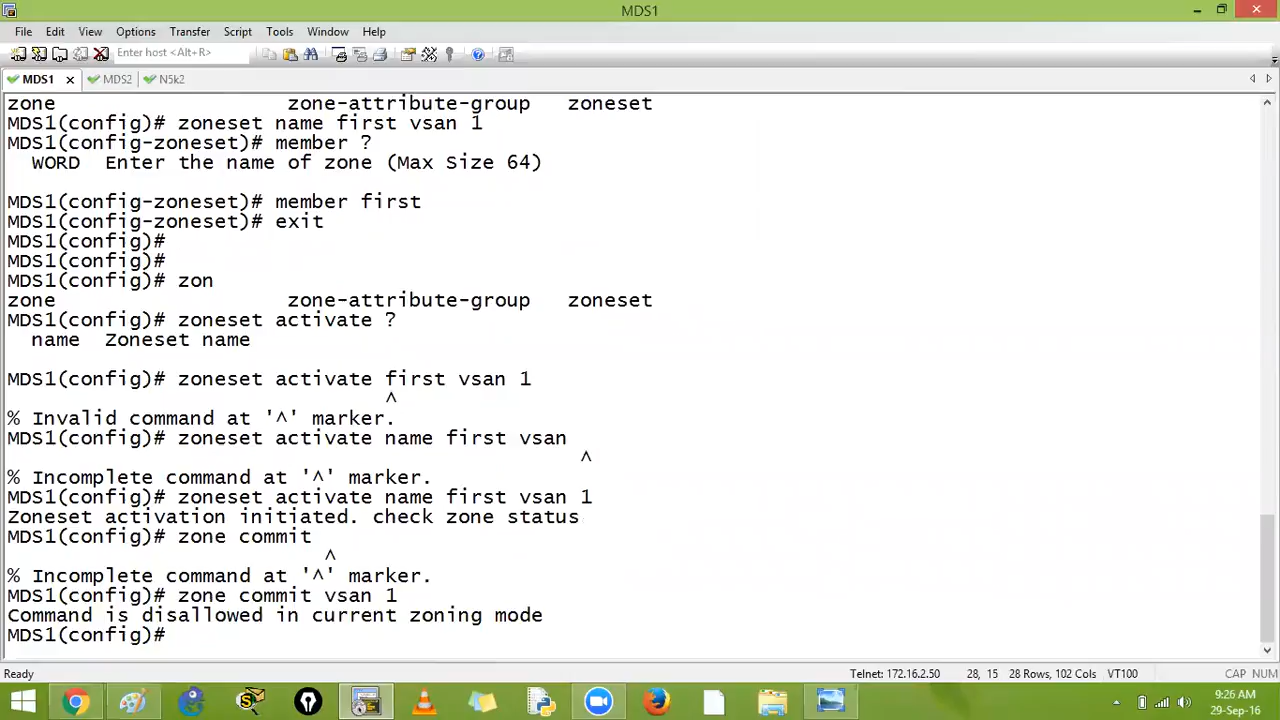 MDS1
File Edit View Options Transfer Script Tools Window Help
Enter host <Alt+R>
MDS1 MDS2 N5k2
zone zone-attribute-group zoneset
MDS1(config)# zoneset name first vsan 1
MDS1(config-zoneset)# member ?
WORD Enter the name of zone (Max Size 64)
MDS1(config-zoneset)# member first
MDS1(config-zoneset)# exit
MDS1(config)#
MDS1(config)#
MDS1(config)# zon
zone zone-attribute-group zoneset
MDS1(config)# zoneset activate ?
name Zoneset name
MDS1(config)# zoneset activate first vsan 1
^
% Invalid command at '^' marker.
MDS1(config)# zoneset activate name first vsan
^
% Incomplete command at '^' marker.
MDS1(config)# zoneset activate name first vsan 1
Zoneset activation initiated. check zone status
MDS1(config)# zone commit
^
% Incomplete command at '^' marker.
MDS1(config)# zone commit vsan 1
Command is disallowed in current zoning mode
MDS1(config)#
Ready Telnet: 172.16.2.50 28, 15 28 Rows, 102 Cols VT100 CAP NUM
9:26 AM
29-Sep-16